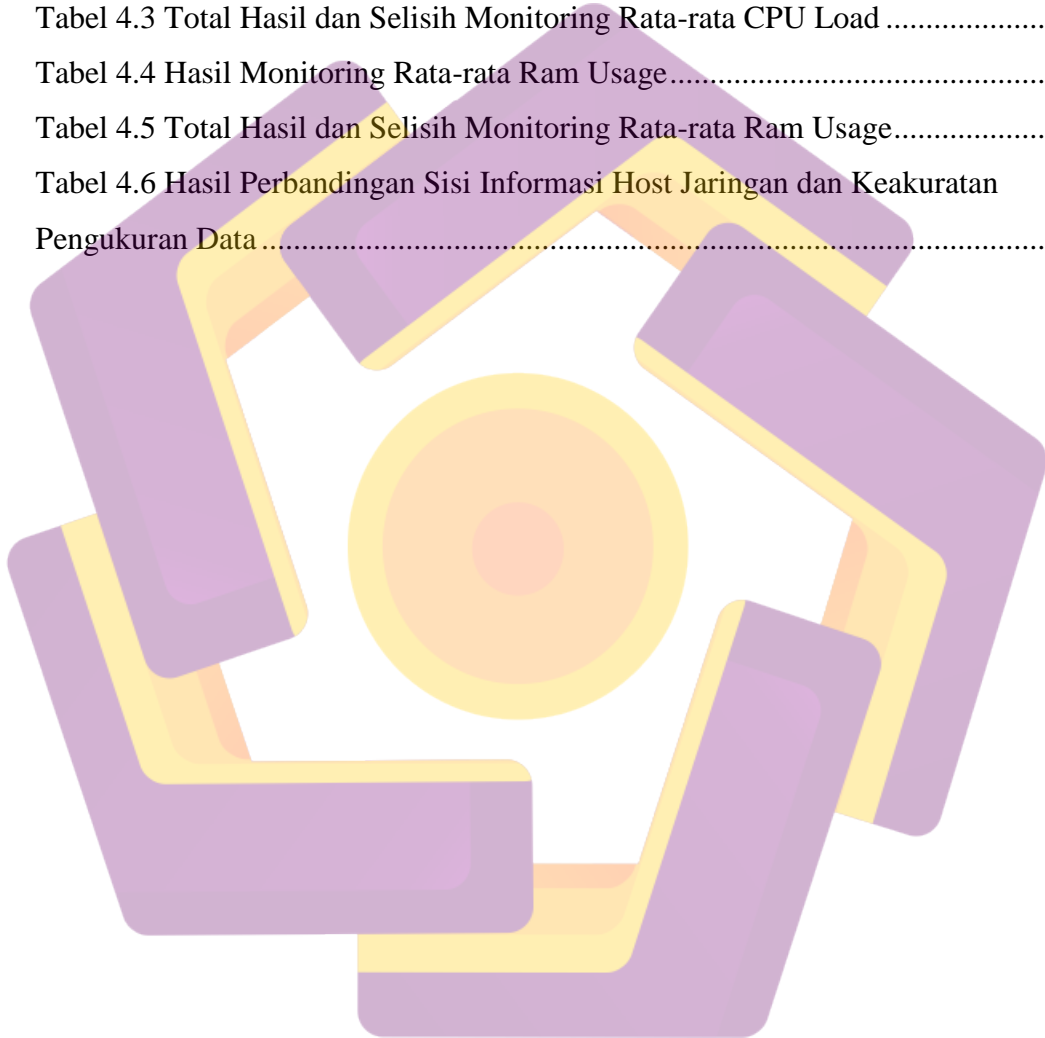 Tabel 4.3 Total Hasil dan Selisih Monitoring Rata-rata CPU Load ....................
Tabel 4.4 Hasil Monitoring Rata-rata Ram Usage................................................
Tabel 4.5 Total Hasil dan Selisih Monitoring Rata-rata Ram Usage...................
Tabel 4.6 Hasil Perbandingan Sisi Informasi Host Jaringan dan Keakuratan
Pengukuran Data ....................................................................................................